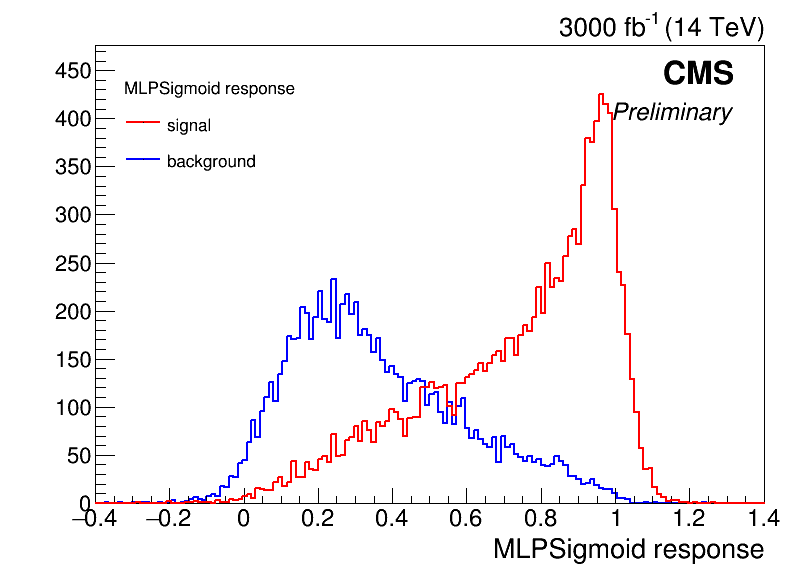 3000 fb-1 (14 TeV)
CMS
Preliminary
MLPSigmoid response
signal
background
450
400
350
300
250
200
150
100
50
0
−0.4 −0.2 0 0.2 0.4 0.6 0.8 1 1.2 1.4
MLPSigmoid response